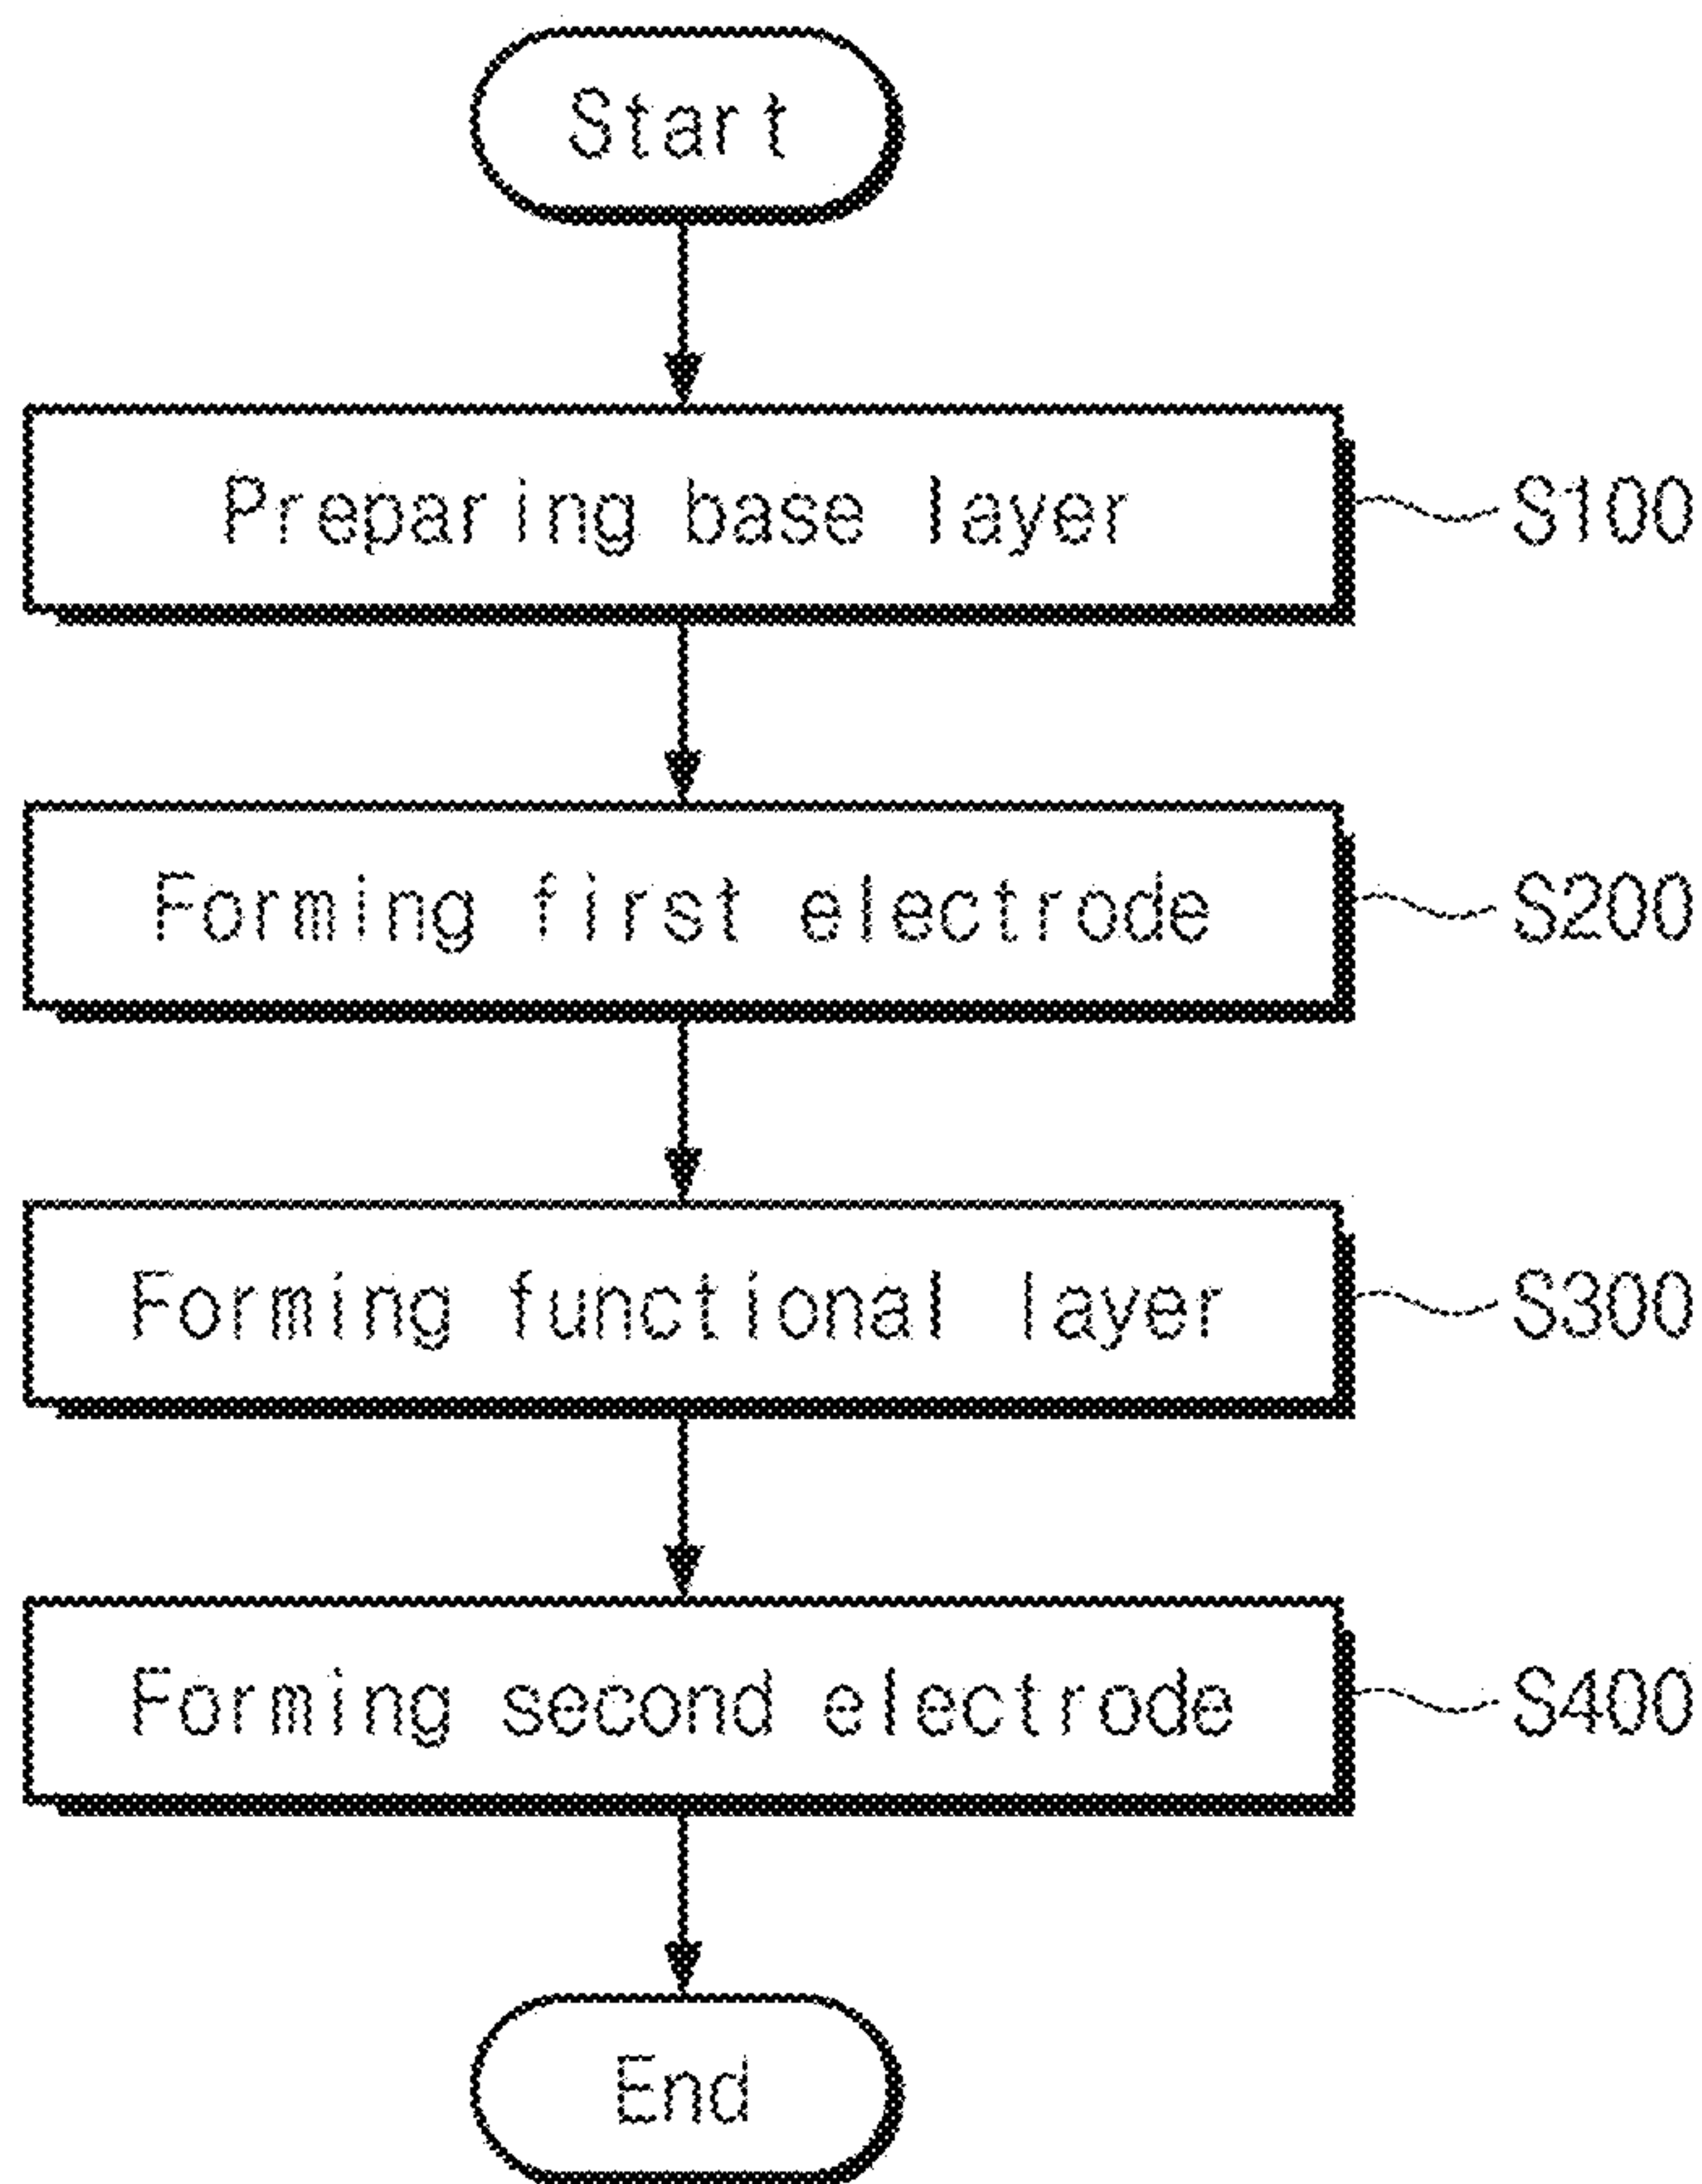 Start
Preparing base layer
S100
Forming first electrode
S200
Forming functional layer
S300
Forming second electrode
S400
End